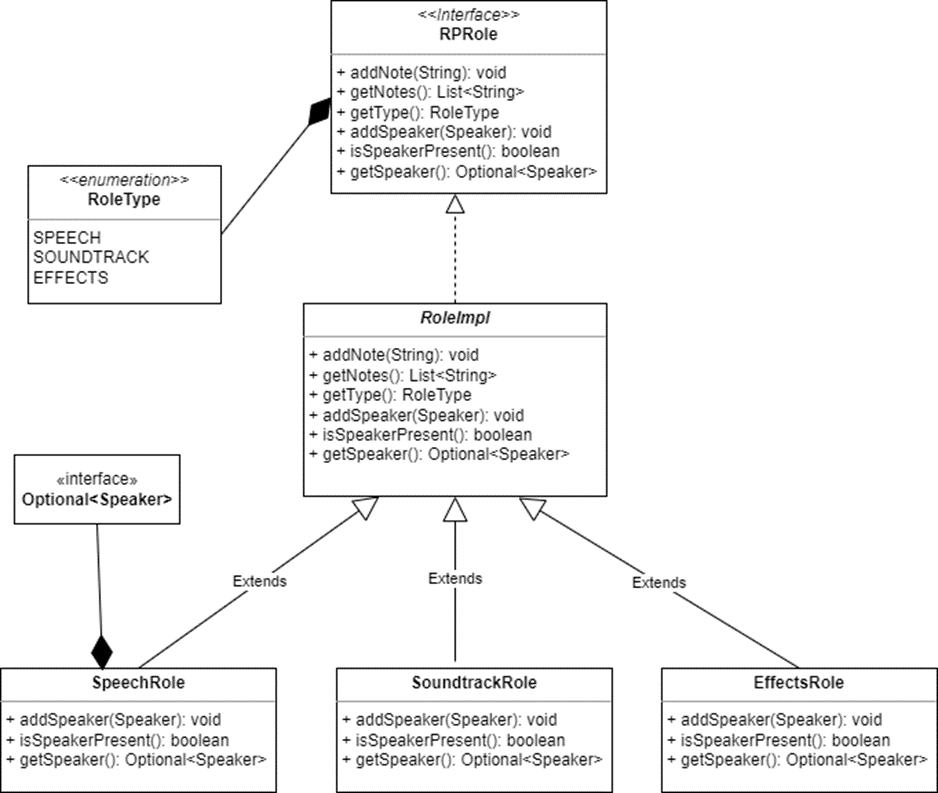 <<Interface>>
RPRole
+ addNote(String): void
+ getNotes(): List<String>
+ getType(): RoleType
+ addSpeaker(Speaker): void
+ isSpeakerPresent(): boolean
+ getSpeaker(): Optional<Speaker>
<<enumeration>>
RoleType
SPEECH
SOUNDTRACK
EFFECTS
RoleImpl
+ addNote(String): void
+ getNotes(): List<String>
+ getType(): RoleType
+ addSpeaker(Speaker): void
+ isSpeakerPresent(): boolean
+ getSpeaker(): Optional<Speaker>
«interface»
Optional<Speaker>
Extends
Extends
Extends
SpeechRole
+ addSpeaker(Speaker): void
+ isSpeakerPresent(): boolean
+ getSpeaker(): Optional<Speaker>
SoundtrackRole
+ addSpeaker(Speaker): void
+ isSpeakerPresent(): boolean
+ getSpeaker(): Optional<Speaker>
EffectsRole
+ addSpeaker(Speaker): void
+ isSpeakerPresent(): boolean
+ getSpeaker(): Optional<Speaker>